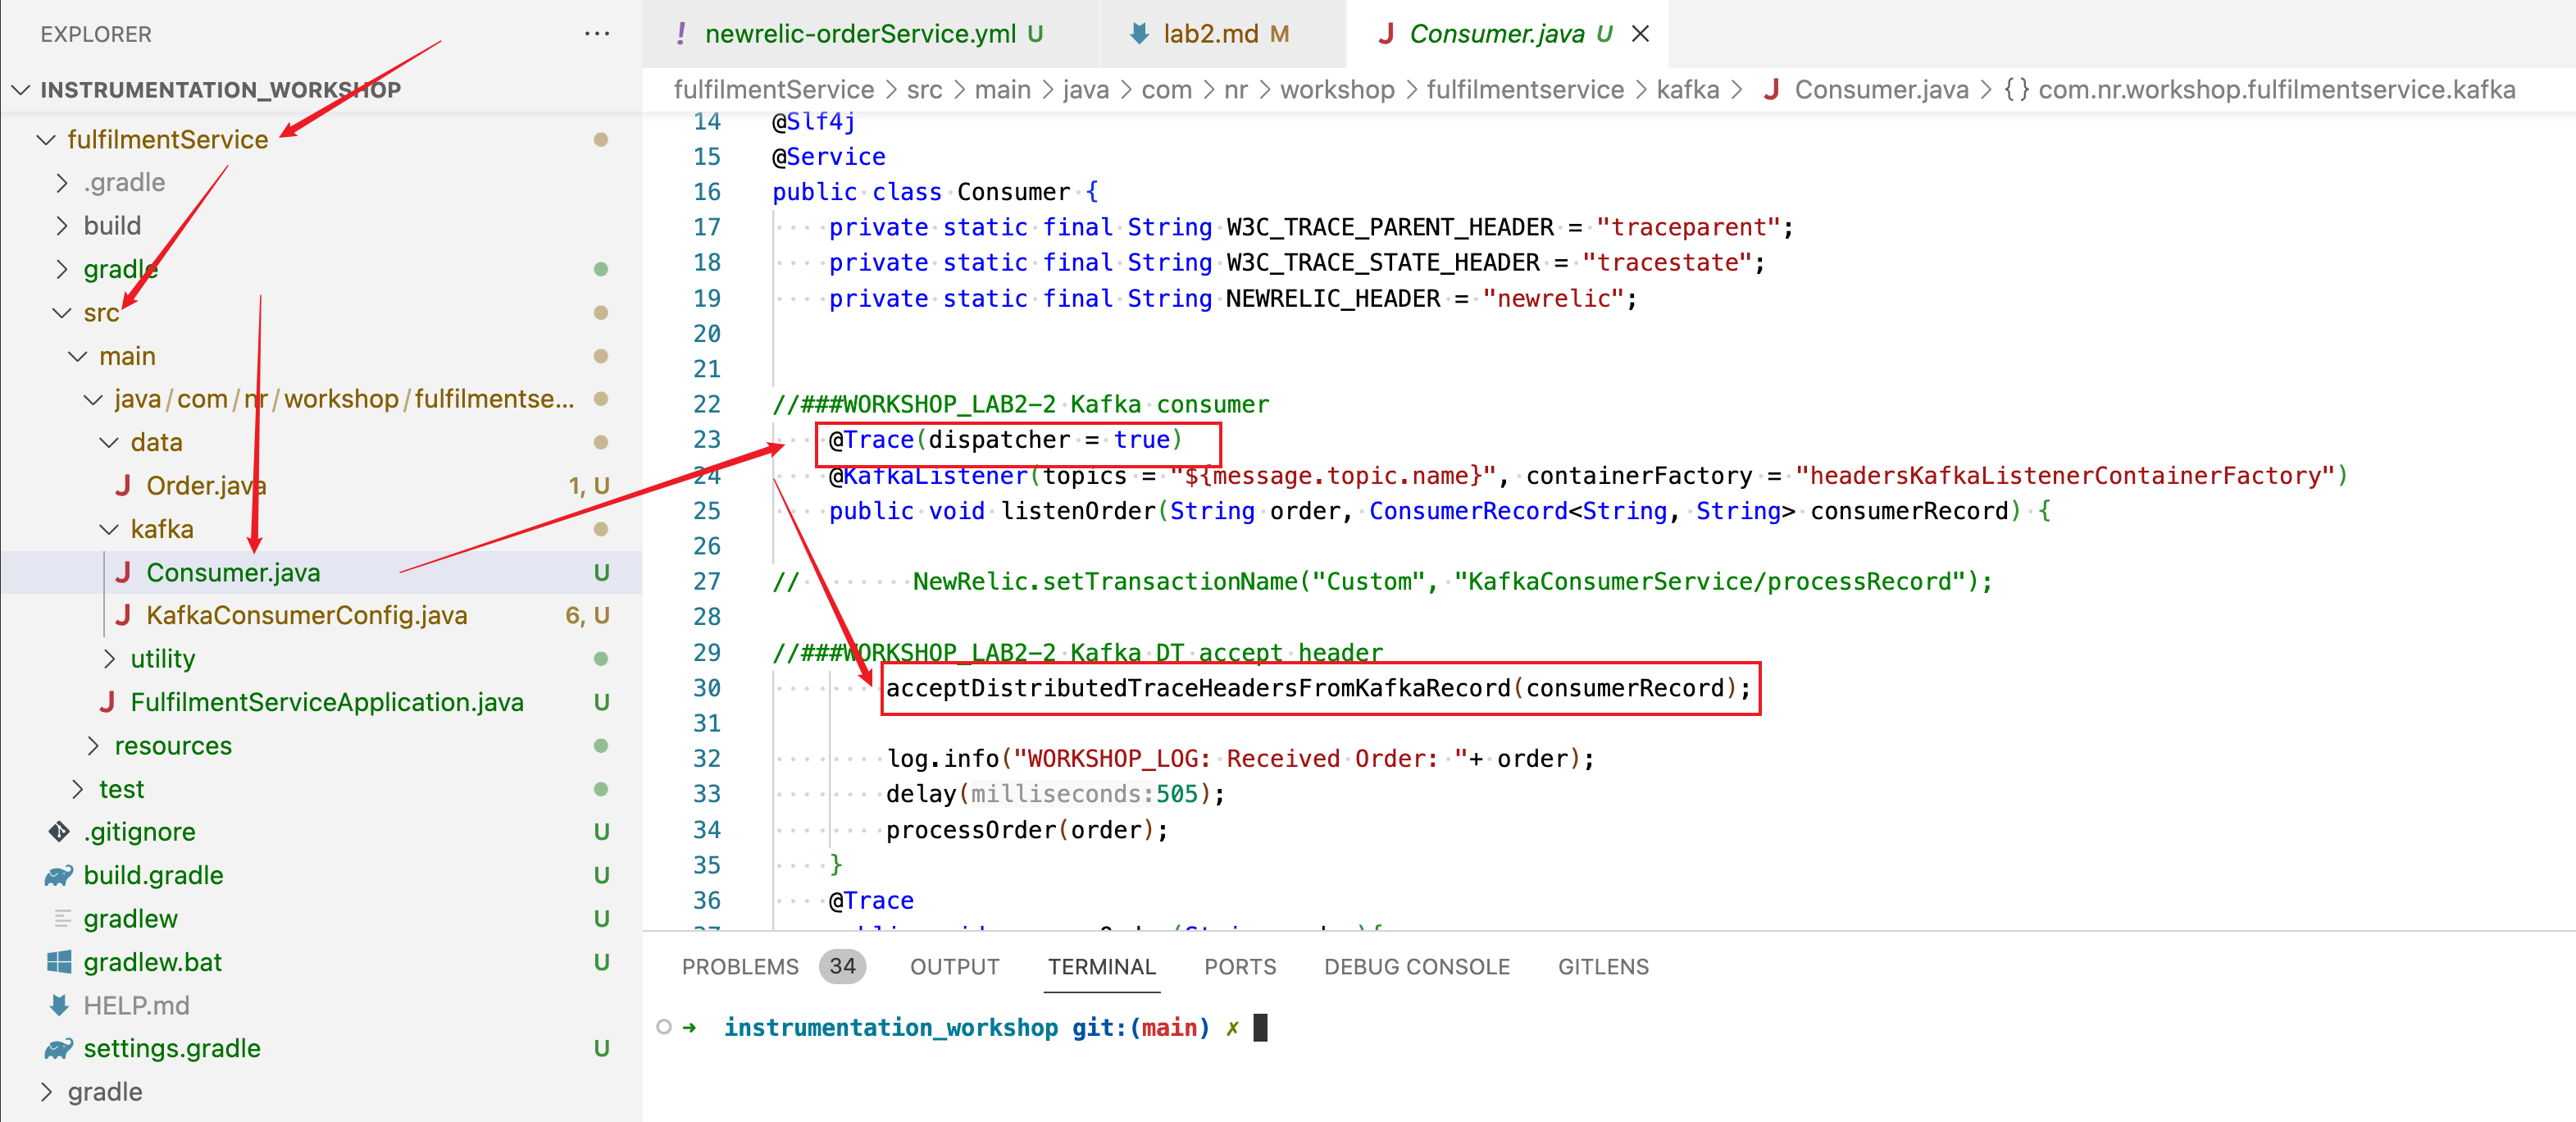 EXPLORER
INSTRUMENTATION_WORKSHOP
fulfilmentService
.gradle
build
gradle
src
main
java/com/nr/workshop/fulfilmentse...
data
Order.java 1, U
kafka
Consumer.java U
KafkaConsumerConfig.java 6, U
utility
FulfilmentServiceApplication.java U
resources
test
.gitignore U
build.gradle U
gradlew U
gradlew.bat U
HELP.md
settings.gradle U
gradle
newrelic-orderService.yml U
lab2.md M
Consumer.java U
fulfilmentService > src > main > java > com > nr > workshop > fulfilmentservice > kafka > Consumer.java > {} com.nr.workshop.fulfilmentservice.kafka
14 @Slf4j
15 @Service
16 public class Consumer {
17 private static final String W3C_TRACE_PARENT_HEADER = "traceparent";
18 private static final String W3C_TRACE_STATE_HEADER = "tracestate";
19 private static final String NEWRELIC_HEADER = "newrelic";
20
21
22 //###WORKSHOP_LAB2-2 Kafka consumer
23 @Trace(dispatcher = true)
24 @KafkaListener(topics = "${message.topic.name}", containerFactory = "headersKafkaListenerContainerFactory")
25 public void listenOrder(String order, ConsumerRecord<String, String> consumerRecord) {
26
27 // NewRelic.setTransactionName("Custom", "KafkaConsumerService/processRecord");
28
29 //###WORKSHOP_LAB2-2 Kafka DT accept header
30 acceptDistributedTraceHeadersFromKafkaRecord(consumerRecord);
31
32 log.info("WORKSHOP_LOG: Received Order: "+ order);
33 delay(milliseconds:505);
34 processOrder(order);
35 }
36 @Trace
PROBLEMS 34 OUTPUT TERMINAL PORTS DEBUG CONSOLE GITLENS
➜ instrumentation_workshop git:(main) ✗